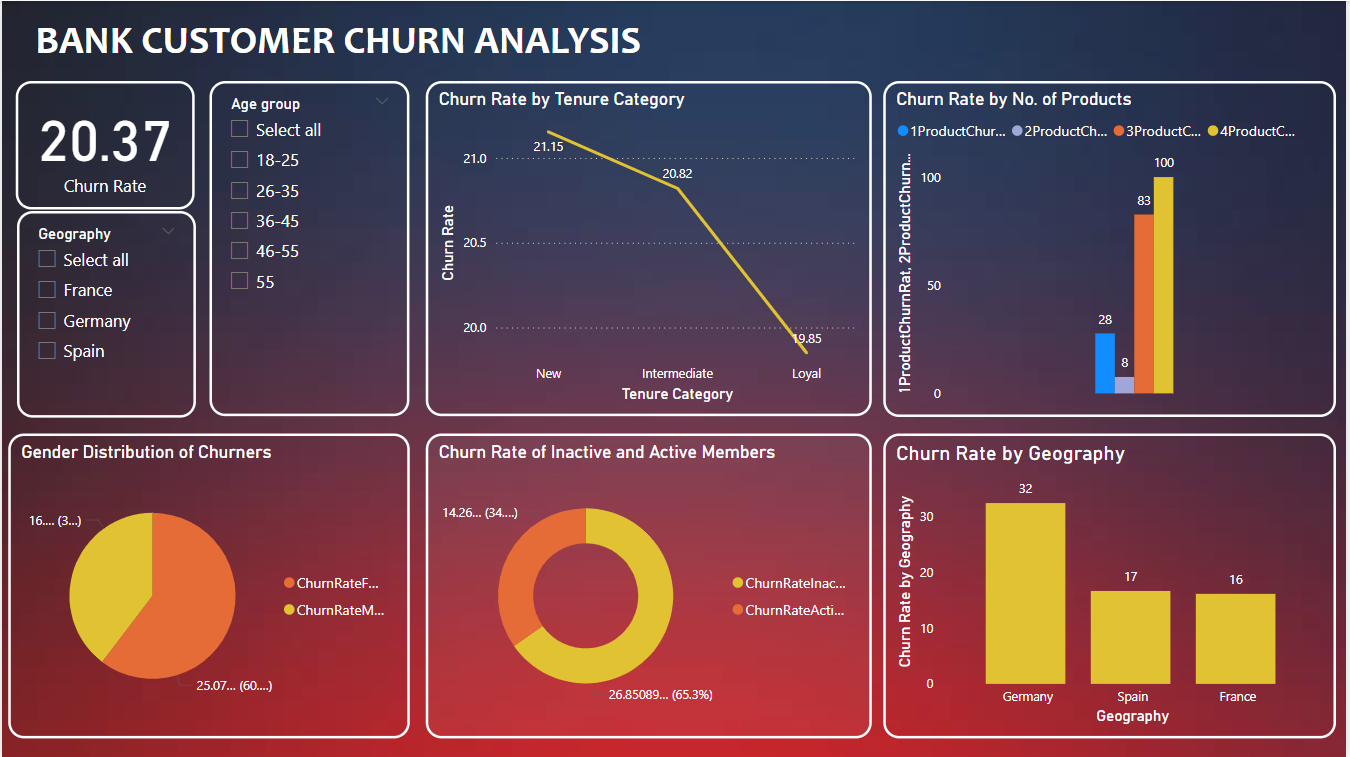 BANK CUSTOMER CHURN ANALYSIS
20.37
Churn Rate
Geography
Select all
France
Germany
Spain
Age group
Select all
18-25
26-35
36-45
46-55
55
Churn Rate by Tenure Category
Churn Rate
21.0
20.5
20.0
21.15
20.82
19.85
New
Intermediate
Loyal
Tenure Category
Churn Rate by No. of Products
1ProductChur...
2ProductCh...
3ProductC...
4ProductC...
1ProductChurnRat, 2ProductChurn...
100
50
0
28
8
83
100
Gender Distribution of Churners
16.... (3...)
25.07... (60....)
ChurnRateF...
ChurnRateM...
Churn Rate of Inactive and Active Members
14.26... (34....)
26.85089... (65.3%)
ChurnRateInac...
ChurnRateActi...
Churn Rate by Geography
Churn Rate by Geography
30
20
10
0
32
17
16
Germany
Spain
France
Geography